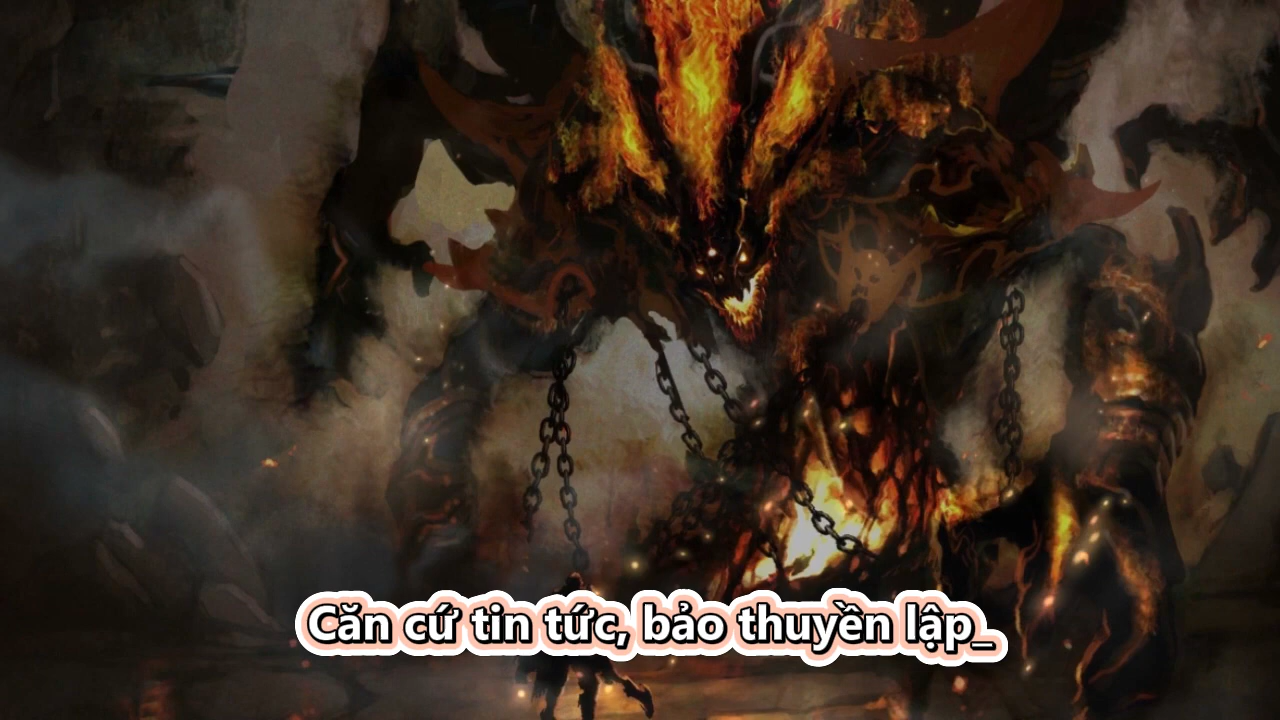 Căn cứ tin tức, bảo thuyền lập_